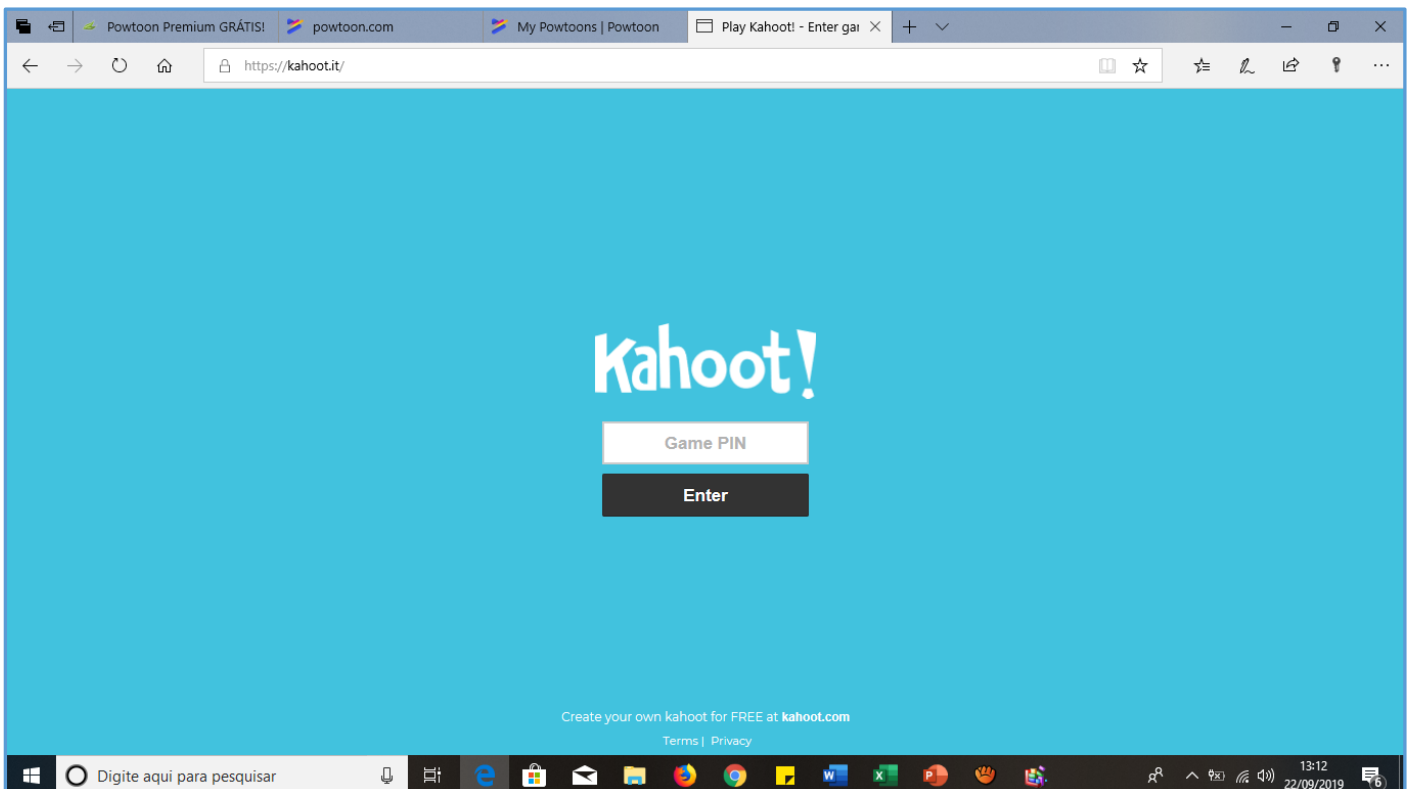 Powtoon Premium GRÁTIS!
powtoon.com
My Powtoons | Powtoon
Play Kahoot! - Enter gar
https://kahoot.it/
Kahoot!
Game PIN
Enter
Create your own kahoot for FREE at kahoot.com
Terms | Privacy
Digite aqui para pesquisar
13:12
22/09/2019
6